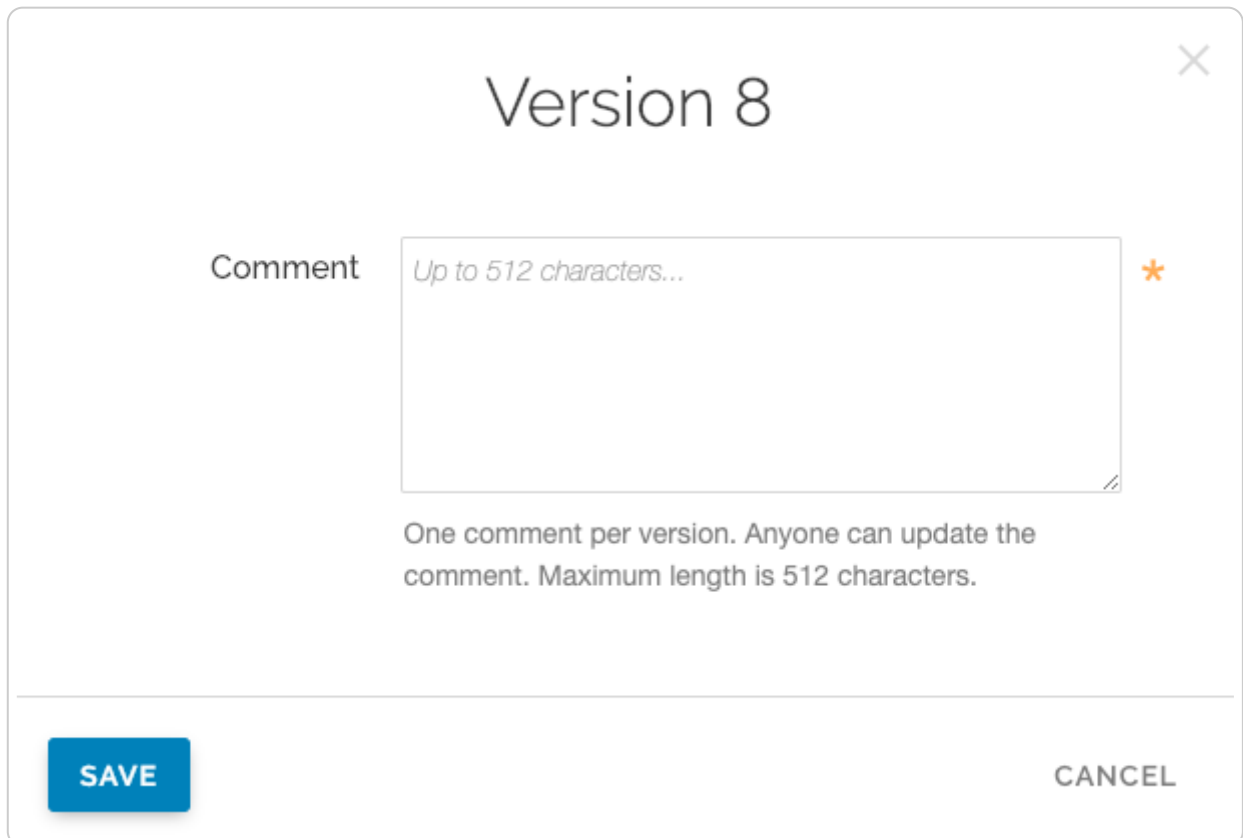 Version 8
Comment
Up to 512 characters...
*
One comment per version. Anyone can update the
comment. Maximum length is 512 characters.
SAVE
CANCEL